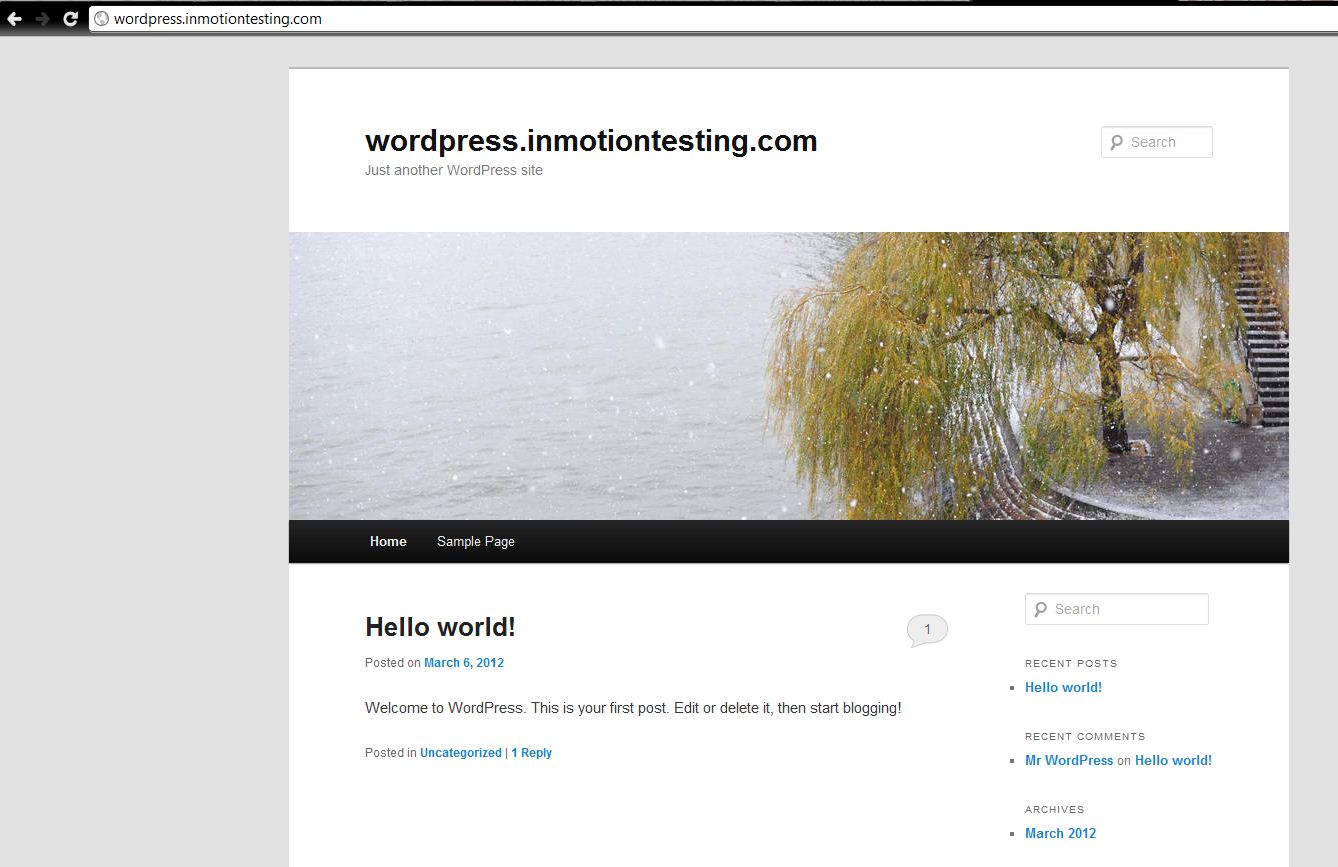 wordpress.inmotiontesting.com
wordpress.inmotiontesting.com
Just another WordPress site
Search
Home Sample Page
Hello world!
1
Posted on March 6, 2012
Welcome to WordPress. This is your first post. Edit or delete it, then start blogging!
Posted in Uncategorized | 1 Reply
Search
RECENT POSTS
Hello world!
RECENT COMMENTS
Mr WordPress on Hello world!
ARCHIVES
March 2012